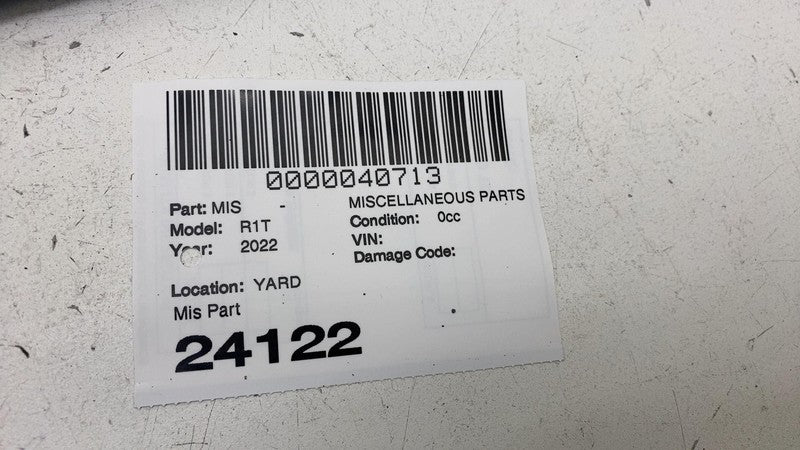 0000040713
Part: MIS - MISCELLANEOUS PARTS
Model: R1T Condition: 0cc
Year: 2022 VIN:
Damage Code:
Location: YARD
Mis Part
24122